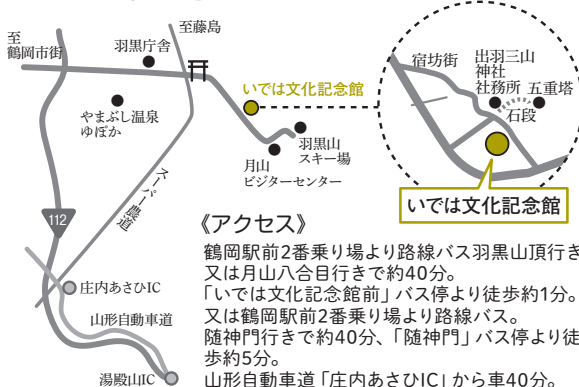 至
鶴岡市街
羽黒庁舎
至藤島
いでは文化記念館
やまぶし温泉
ゆぽか
羽黒山
スキー場
月山
ビジターセンター
スーパー農道
112
庄内あさひIC
山形自動車道
湯殿山IC
宿坊街
出羽三山
神社
社務所
五重塔
石段
いでは文化記念館
《アクセス》
鶴岡駅前2番乗り場より路線バス羽黒山頂行き
又は月山八合目行きで約40分。
「いでは文化記念館前」バス停より徒歩約1分。
又は鶴岡駅前2番乗り場より路線バス。
随神門行きで約40分、「随神門」バス停より徒
歩約5分。
山形自動車道「庄内あさひIC」から車40分。